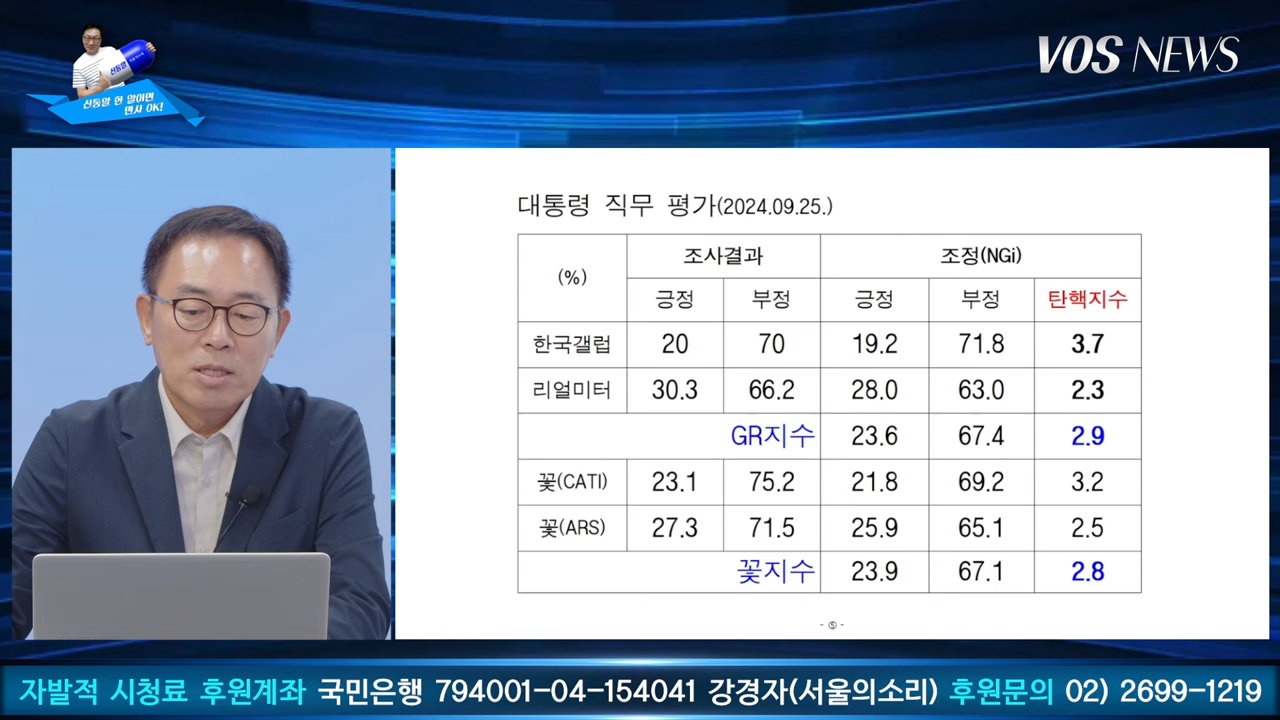 VOS NEWS
신통알
신통알 한 알이면
만사 OK!
대통령 직무 평가(2024.09.25.)
(%) 조사결과 조정(NGi)
긍정 부정 긍정 부정 탄핵지수
한국갤럽 20 70 19.2 71.8 3.7
리얼미터 30.3 66.2 28.0 63.0 2.3
GR지수 23.6 67.4 2.9
꽃(CATI) 23.1 75.2 21.8 69.2 3.2
꽃(ARS) 27.3 71.5 25.9 65.1 2.5
꽃지수 23.9 67.1 2.8
- ⑤ -
자발적 시청료 후원계좌 국민은행 794001-04-154041 강경자(서울의소리) 후원문의 02) 2699-1219